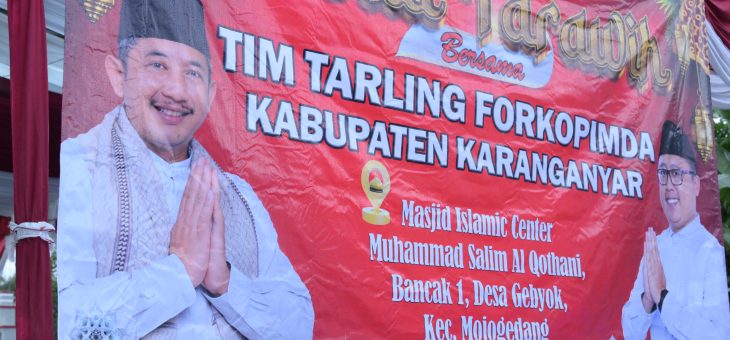 Tarawih
Bersama
TIM TARLING FORKOPIMDA
KABUPATEN KARANGANYAR
Masjid Islamic Center
Muhammad Salim Al Qothani,
Bancak 1, Desa Gebyok,
Kec. Mojogedang